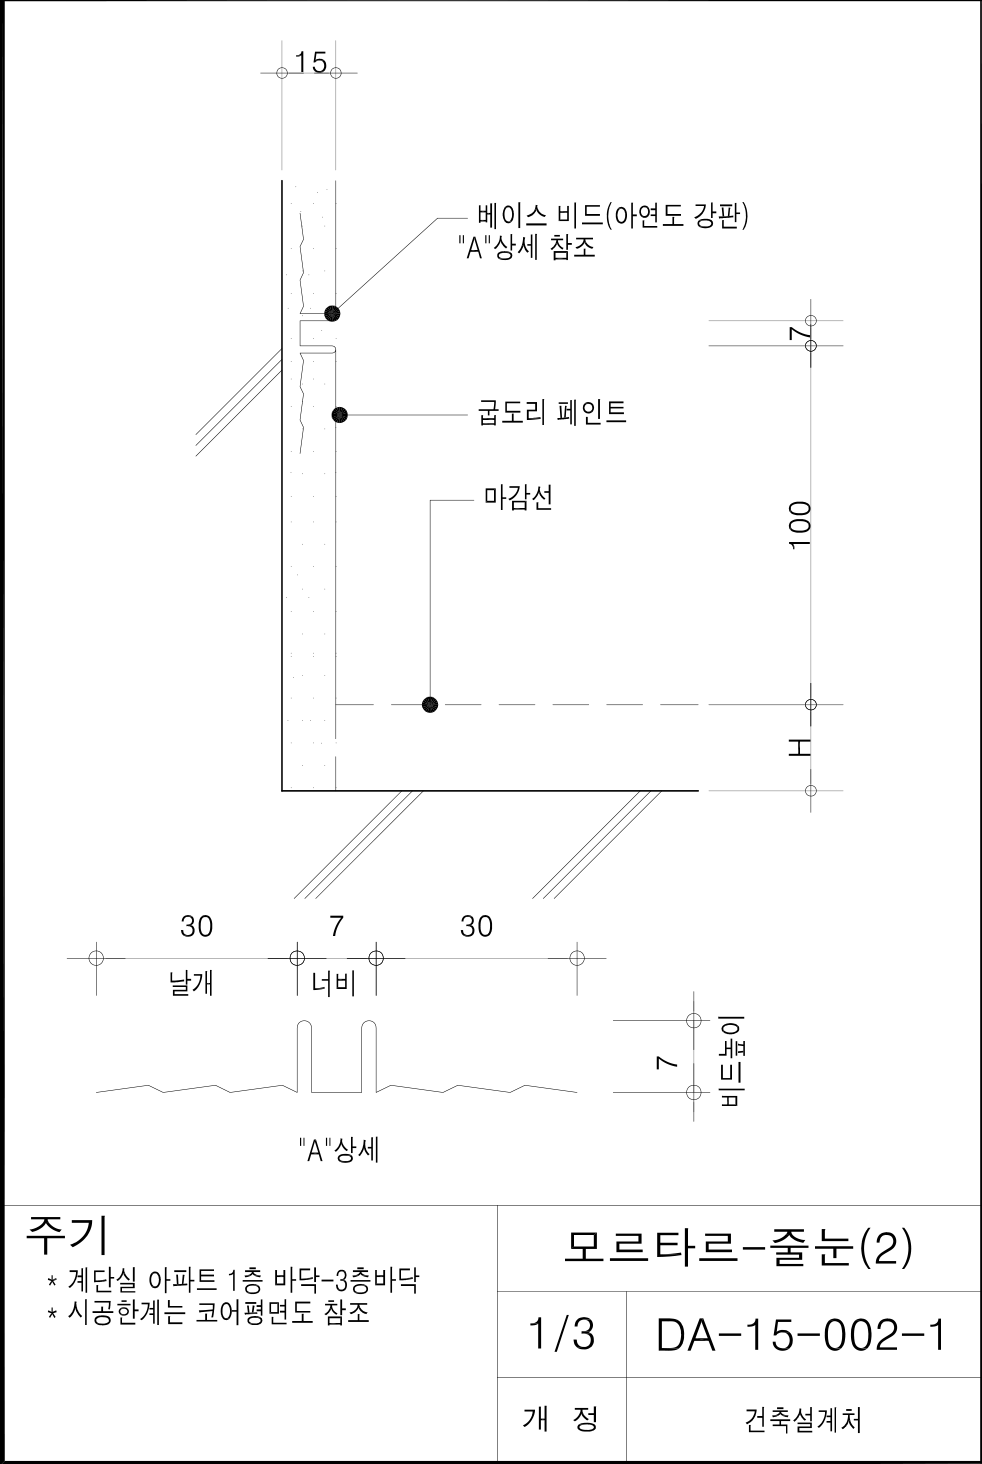 15
베이스 비드(아연도 강판)
"A"상세 참조
7
굽도리 페인트
마감선
100
H
30
7
30
날개
너비
7
비드폭이
"A"상세
주기
* 계단실 아파트 1층 바닥-3층바닥
* 시공한계는 코어평면도 참조
모르타르-줄눈(2)
1/3
DA-15-002-1
개 정
건축설계처